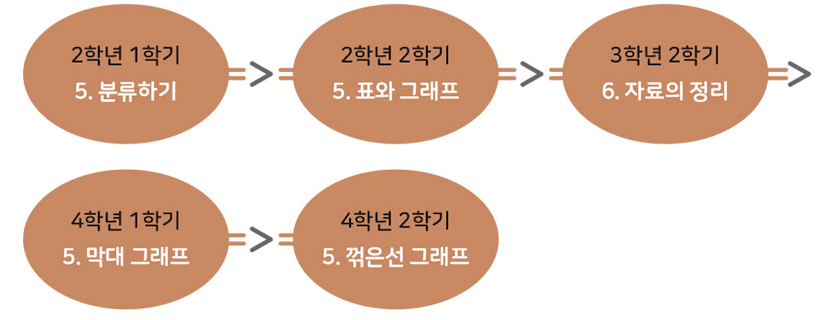 2학년 1학기
5. 분류하기
2학년 2학기
5. 표와 그래프
3학년 2학기
6. 자료의 정리
4학년 1학기
5. 막대 그래프
4학년 2학기
5. 꺾은선 그래프